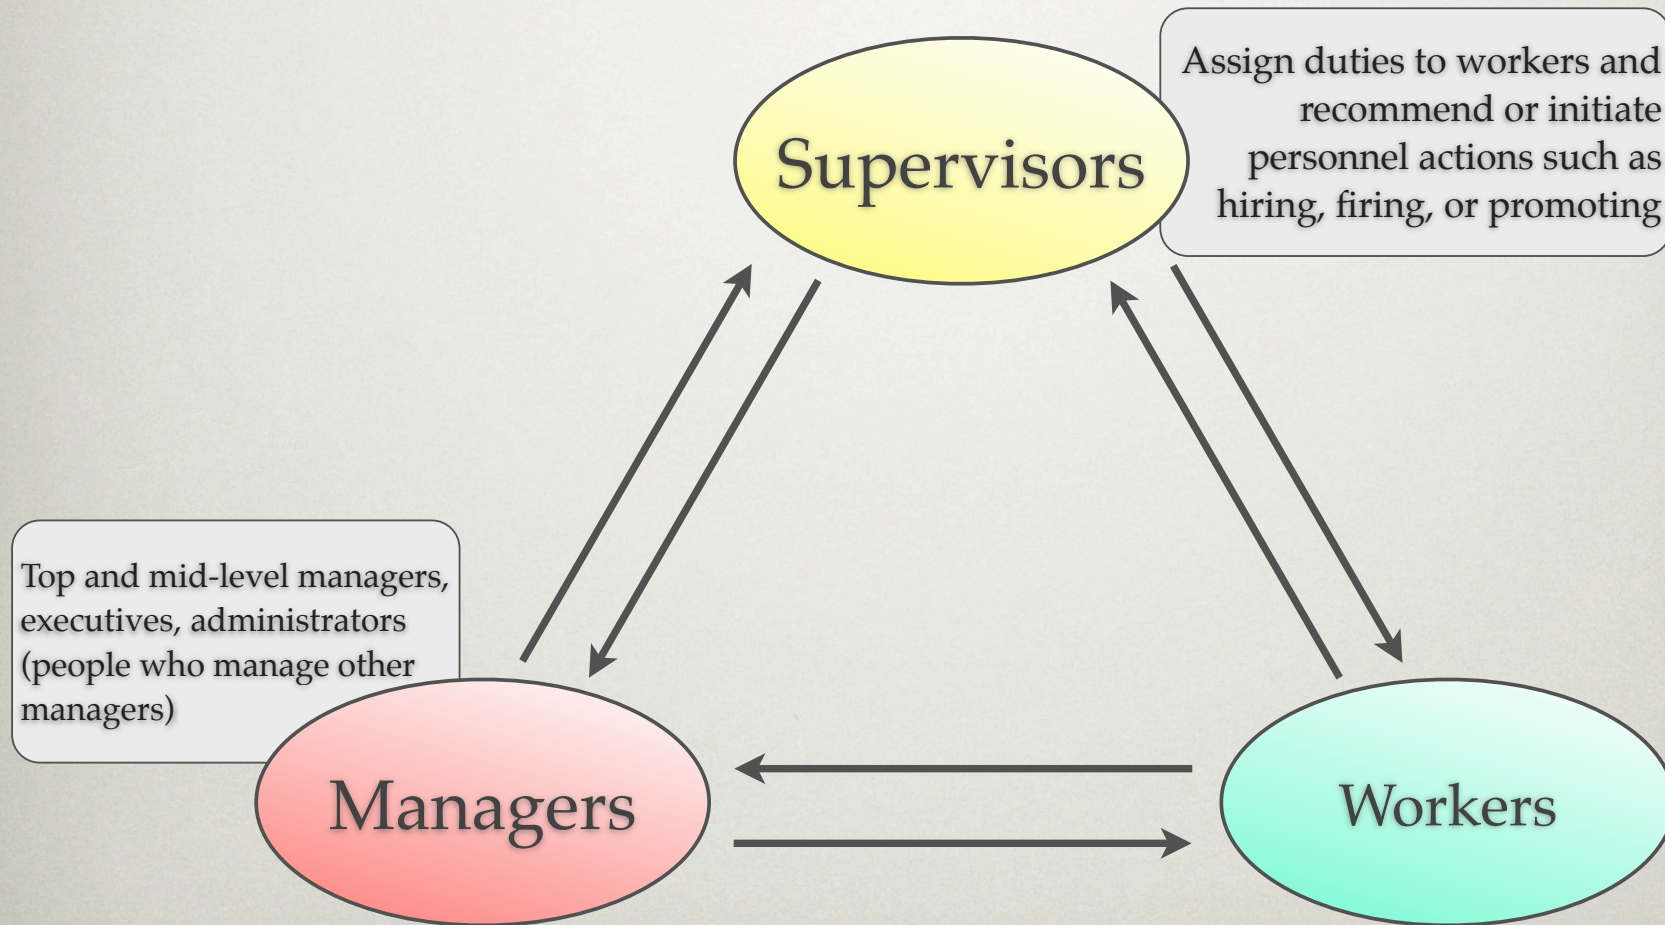 Supervisors
Assign duties to workers and
recommend or initiate
personnel actions such as
hiring, firing, or promoting
Top and mid-level managers,
executives, administrators
(people who manage other
managers)
Managers
Workers